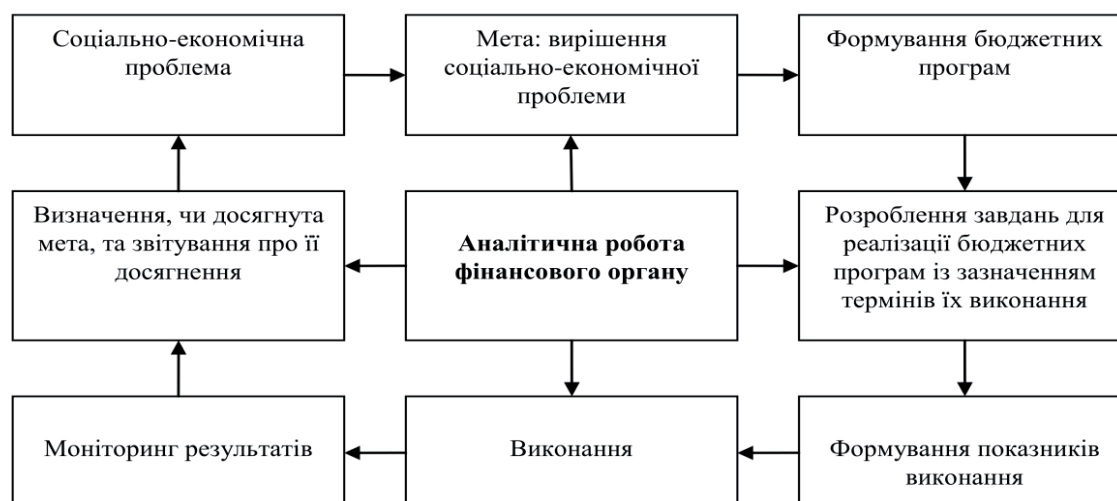 Соціально-економічна
проблема
Мета: вирішення
соціально-економічної
проблеми
Формування бюджетних
програм
Визначення, чи досягнута
мета, та звітування про її
досягнення
Аналітична робота
фінансового органу
Розроблення завдань для
реалізації бюджетних
програм із зазначенням
термінів їх виконання
Моніторинг результатів
Виконання
Формування показників
виконання